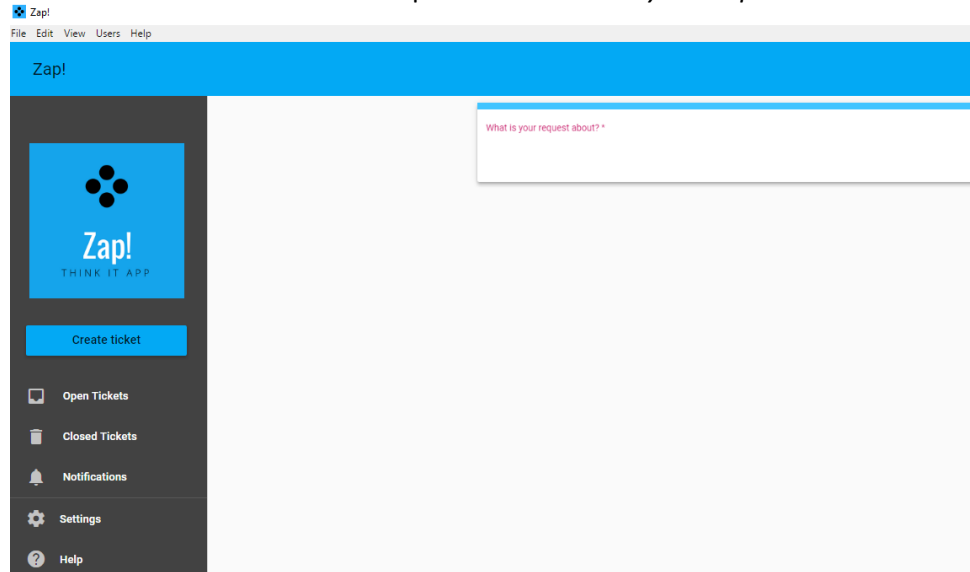 Zap!
File Edit View Users Help
Zap!
What is your request about? *
Zap!
THINK IT APP
Create ticket
Open Tickets
Closed Tickets
Notifications
Settings
Help